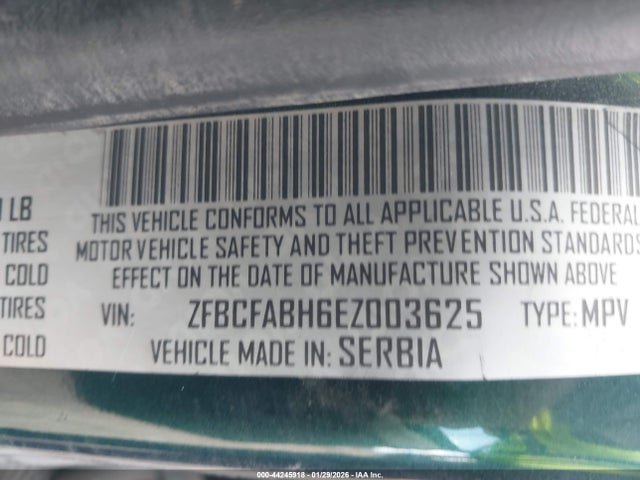 LB
THIS VEHICLE CONFORMS TO ALL APPLICABLE U.S.A. FEDERAL
TIRES
MOTOR VEHICLE SAFETY AND THEFT PREVENTION STANDARDS
COLD
EFFECT ON THE DATE OF MANUFACTURE SHOWN ABOVE
TIRES
VIN: ZFBCFABH6EZ003625 TYPE: MPV
COLD
VEHICLE MADE IN: SERBIA
000-44245918 - 01/29/2026 - IAA Inc.